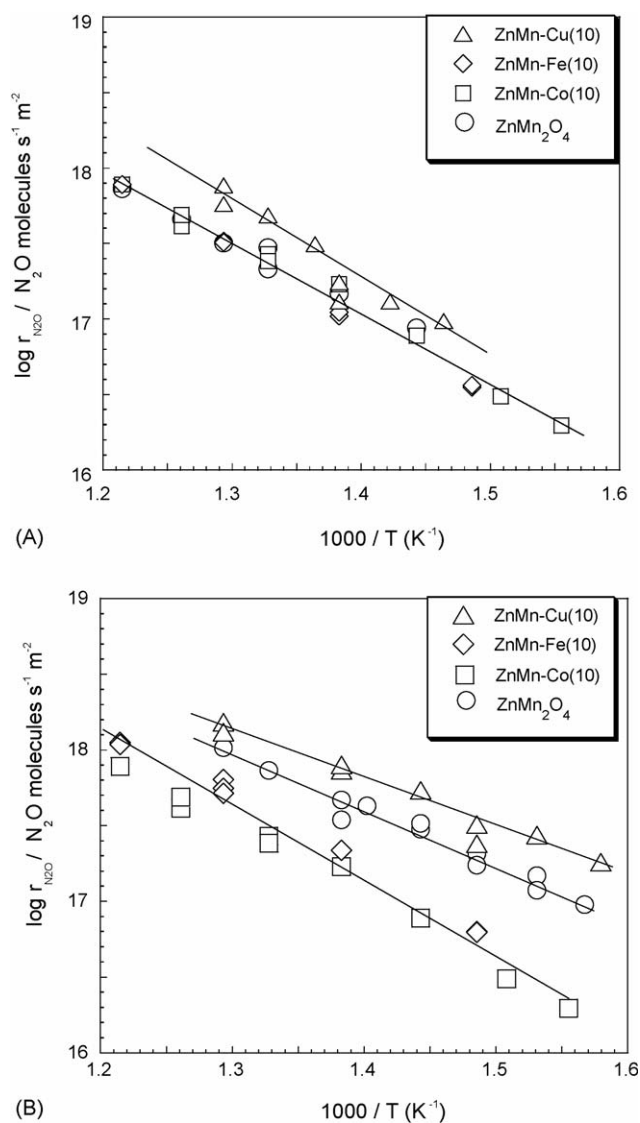 19
18
17
16
log r_N2O / N2O molecules s-1 m-2
ZnMn-Cu(10)
ZnMn-Fe(10)
ZnMn-Co(10)
ZnMn2O4
1.2 1.3 1.4 1.5 1.6
(A) 1000 / T (K-1)
19
18
17
16
log r_N2O / N2O molecules s-1 m-2
ZnMn-Cu(10)
ZnMn-Fe(10)
ZnMn-Co(10)
ZnMn2O4
1.2 1.3 1.4 1.5 1.6
(B) 1000 / T (K-1)